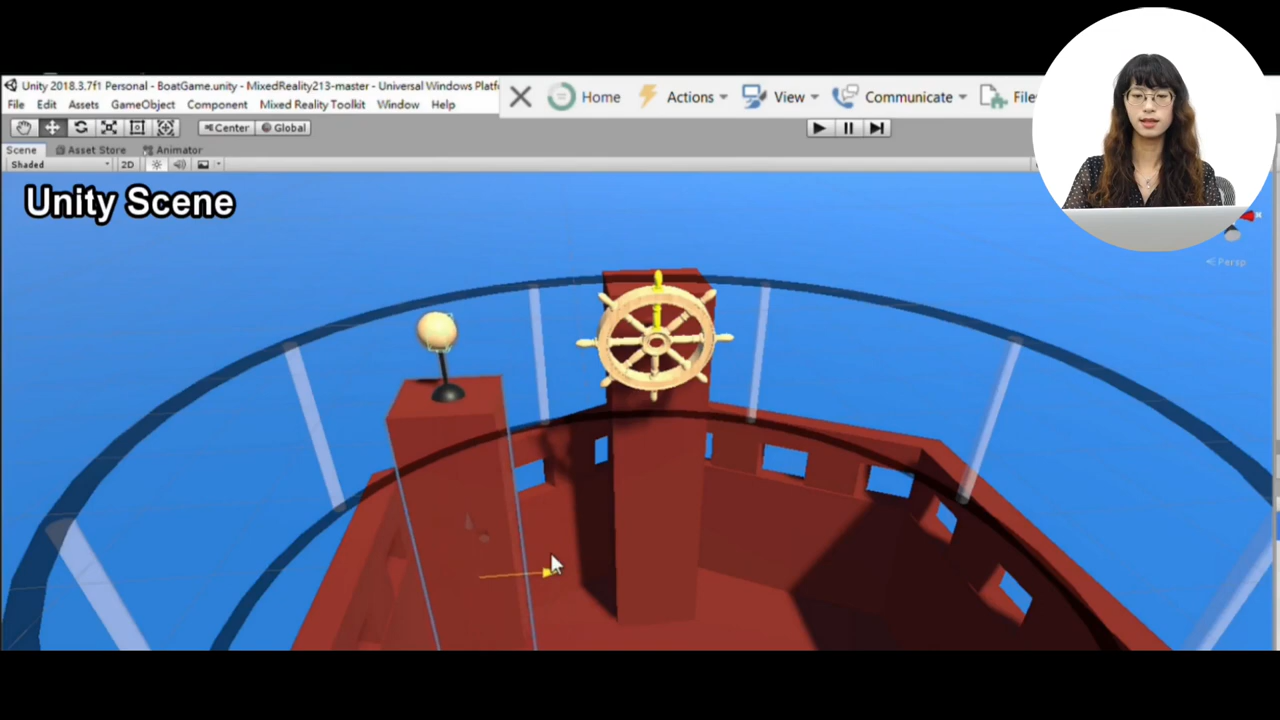 Unity 2018.3.7f1 Personal - BoatGame.unity - MixedReality213-master - Universal Windows Platf
Home Actions View Communicate File
File Edit Assets GameObject Component Mixed Reality Toolkit Window Help
Center Global
Scene Asset Store Animator
Shaded 2D
Unity Scene
Persp